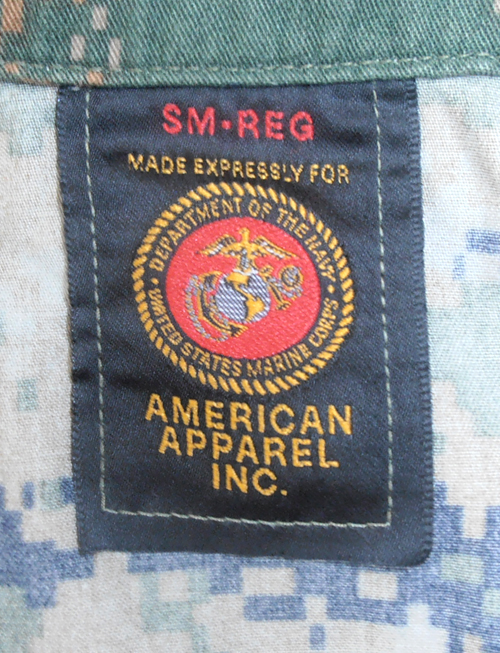 SM·REG
MADE EXPRESSLY FOR
DEPARTMENT OF THE NAVY
UNITED STATES MARINE CORPS
AMERICAN
APPAREL
INC.